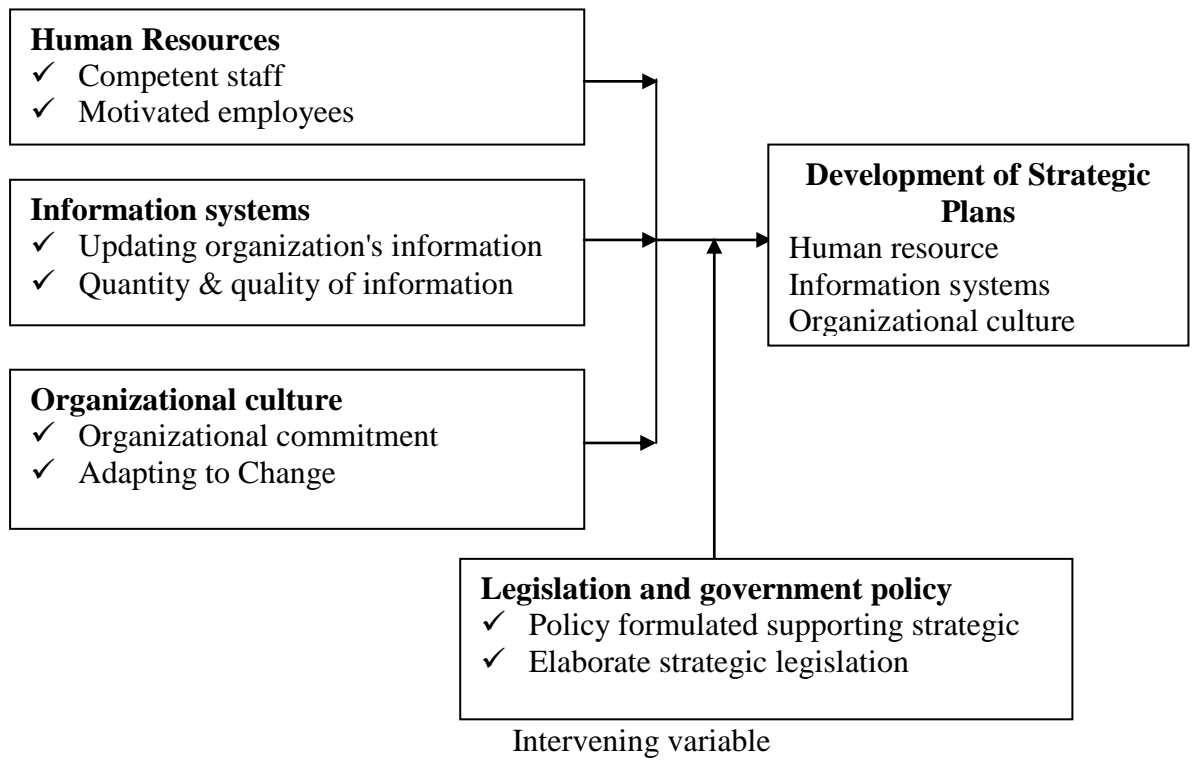 Human Resources
✓ Competent staff
✓ Motivated employees
Information systems
✓ Updating organization's information
✓ Quantity & quality of information
Organizational culture
✓ Organizational commitment
✓ Adapting to Change
Development of Strategic
Plans
Human resource
Information systems
Organizational culture
Legislation and government policy
✓ Policy formulated supporting strategic
✓ Elaborate strategic legislation
Intervening variable